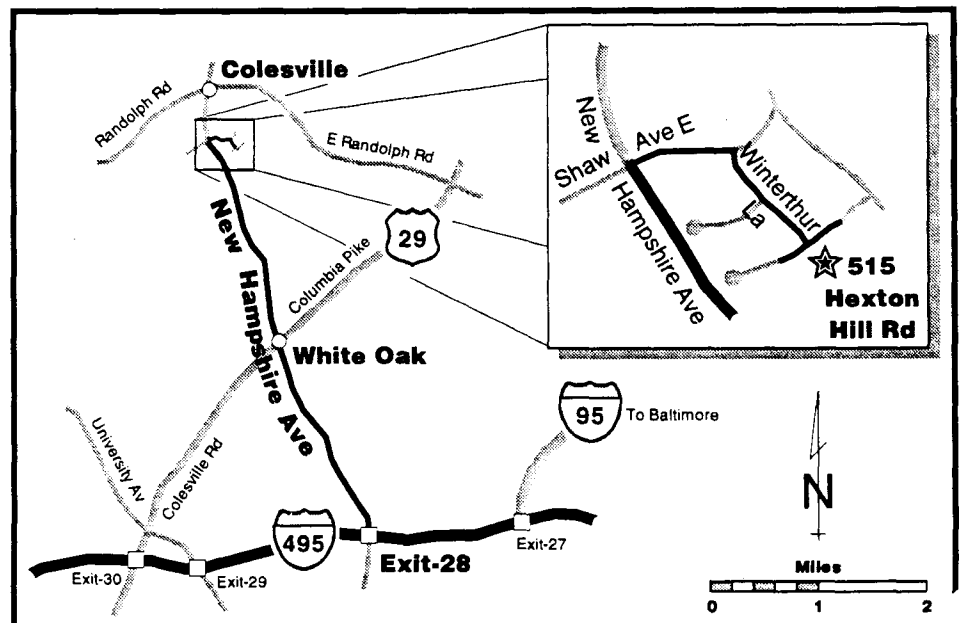 Colesville
Randolph Rd
E Randolph Rd
New Hampshire Ave
29
Columbia Pike
White Oak
University Av
Colesville Rd
495
95
To Baltimore
Exit-30
Exit-29
Exit-28
Exit-27
New
Hampshire Ave
Shaw
Ave E
Winterthur
La
515
Hexton
Hill Rd
N
Miles
0 1 2